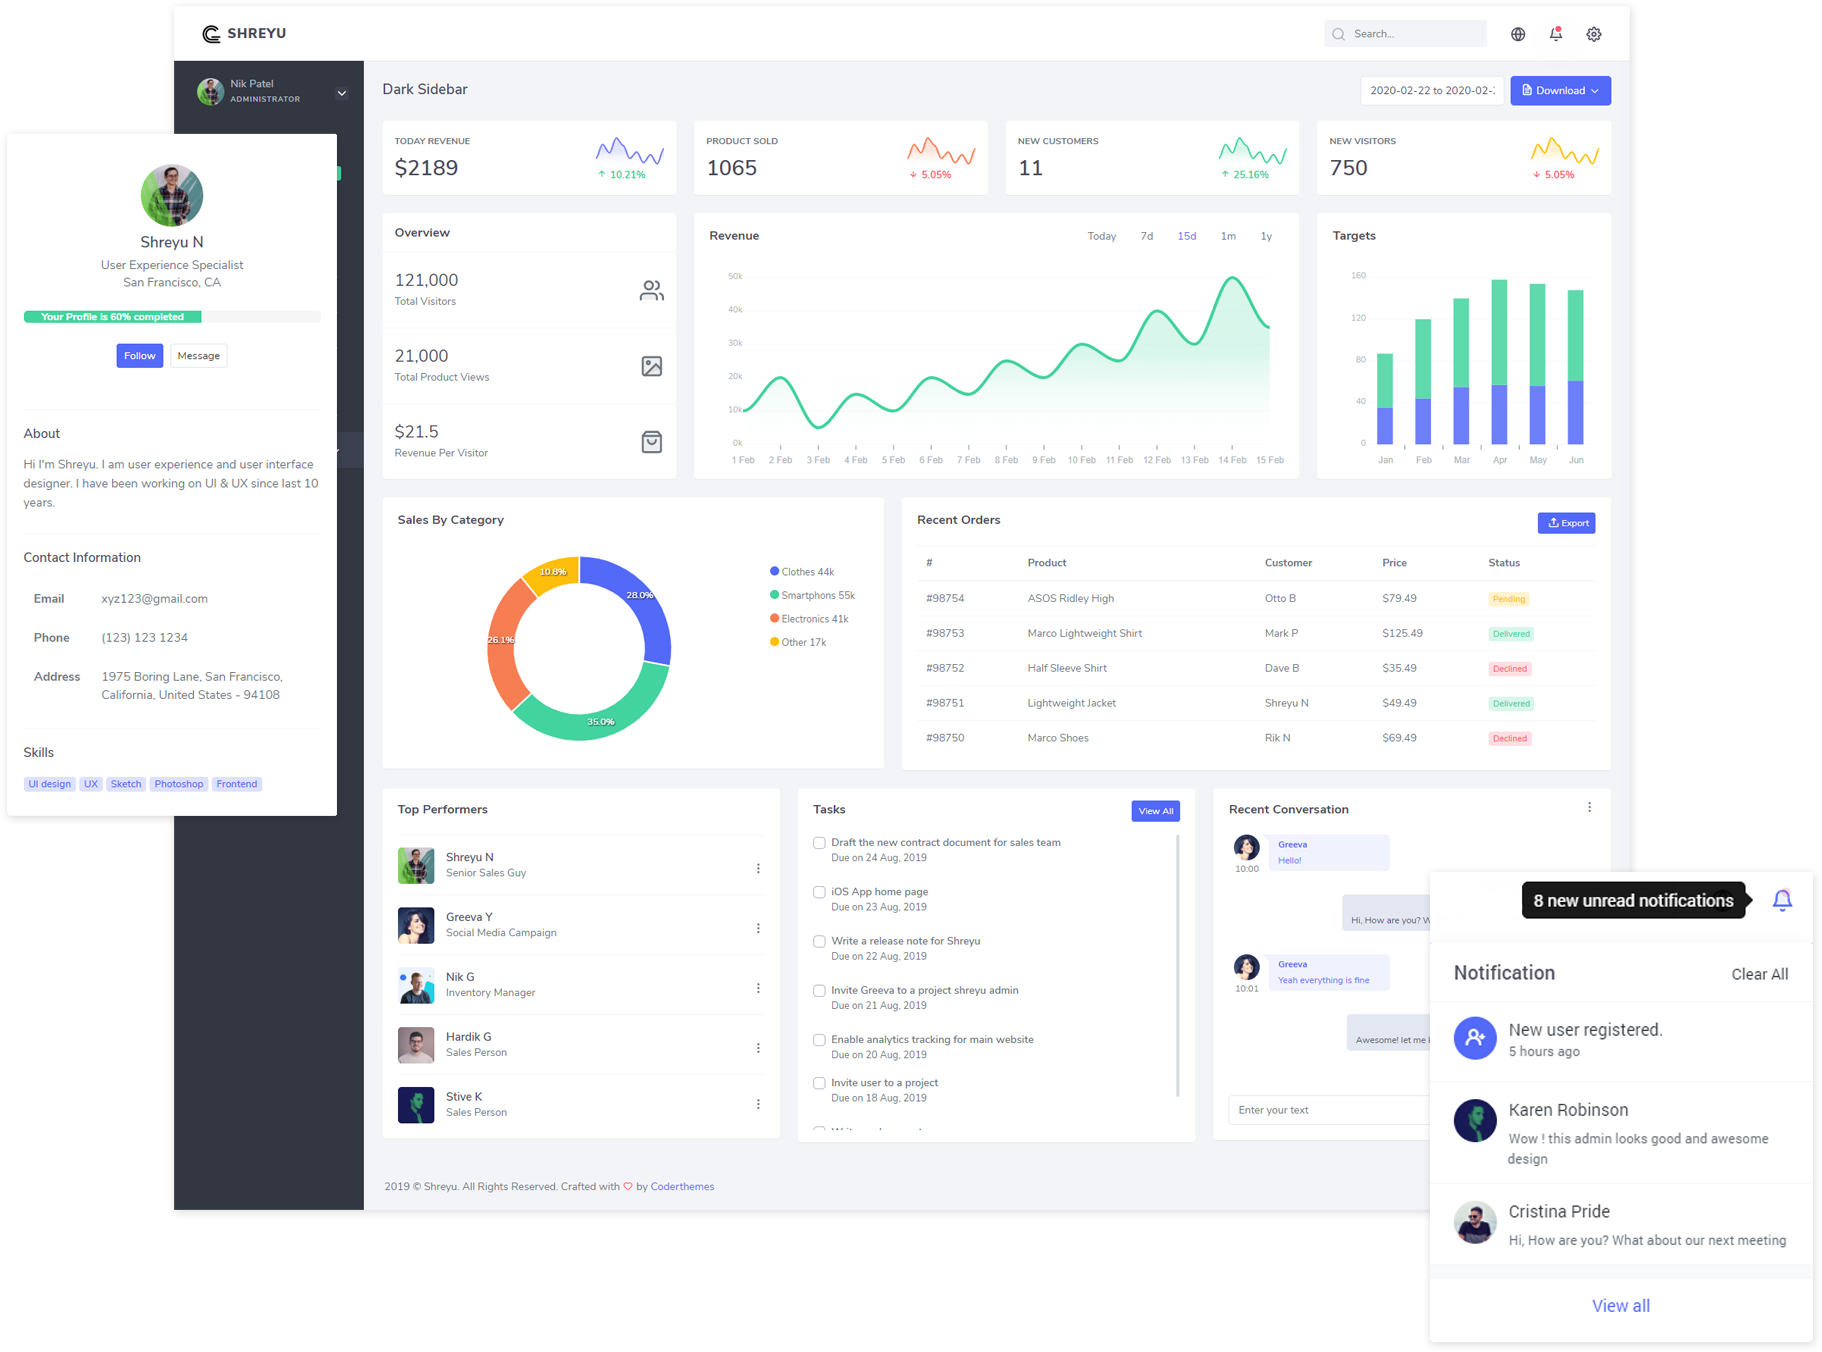 SHREYU
Search...
Nik Patel
ADMINISTRATOR
Dark Sidebar
2020-02-22 to 2020-02-
Download
Shreyu N
User Experience Specialist
San Francisco, CA
Your Profile is 60% completed
Follow
Message
About
Hi I'm Shreyu. I am user experience and user interface
designer. I have been working on UI & UX since last 10
years.
Contact Information
Email xyz123@gmail.com
Phone (123) 123 1234
Address 1975 Boring Lane, San Francisco,
California, United States - 94108
Skills
UI design UX Sketch Photoshop Frontend
TODAY REVENUE
$2189
↑ 10.21%
PRODUCT SOLD
1065
↓ 5.05%
NEW CUSTOMERS
11
↑ 25.16%
NEW VISITORS
750
↓ 5.05%
Overview
121,000
Total Visitors
21,000
Total Product Views
$21.5
Revenue Per Visitor
Revenue
Today 7d 15d 1m 1y
50k
40k
30k
20k
10k
0k
1 Feb 2 Feb 3 Feb 4 Feb 5 Feb 6 Feb 7 Feb 8 Feb 9 Feb 10 Feb 11 Feb 12 Feb 13 Feb 14 Feb 15 Feb
Targets
160
120
80
40
0
Jan Feb Mar Apr May Jun
Sales By Category
10.8%
28.0%
26.1%
35.0%
Clothes 44k
Smartphons 55k
Electronics 41k
Other 17k
Recent Orders
Export
# Product Customer Price Status
#98754 ASOS Ridley High Otto B $79.49 Pending
#98753 Marco Lightweight Shirt Mark P $125.49 Delivered
#98752 Half Sleeve Shirt Dave B $35.49 Declined
#98751 Lightweight Jacket Shreyu N $49.49 Delivered
#98750 Marco Shoes Rik N $69.49 Declined
Top Performers
Shreyu N
Senior Sales Guy
Greeva Y
Social Media Campaign
Nik G
Inventory Manager
Hardik G
Sales Person
Stive K
Sales Person
Tasks
View All
Draft the new contract document for sales team
Due on 24 Aug, 2019
iOS App home page
Due on 23 Aug, 2019
Write a release note for Shreyu
Due on 22 Aug, 2019
Invite Greeva to a project shreyu admin
Due on 21 Aug, 2019
Enable analytics tracking for main website
Due on 20 Aug, 2019
Invite user to a project
Due on 18 Aug, 2019
Recent Conversation
Greeva
Hello!
10:00
Hi, How are you?
Greeva
Yeah everything is fine
10:01
Awesome! let me
Enter your text
8 new unread notifications
Notification
Clear All
New user registered.
5 hours ago
Karen Robinson
Wow ! this admin looks good and awesome
design
Cristina Pride
Hi, How are you? What about our next meeting
View all
2019 © Shreyu. All Rights Reserved. Crafted with ♡ by Coderthemes